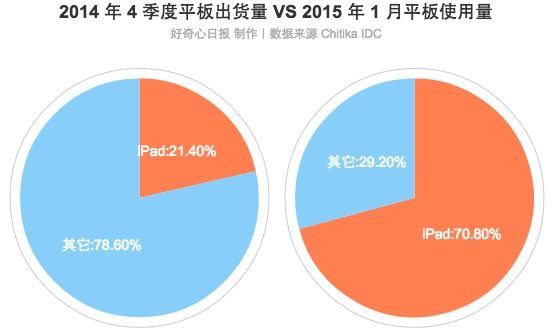 2014 年 4 季度平板出货量 VS 2015 年 1 月平板使用量
好奇心日报 制作丨数据来源 Chitika IDC
iPad:21.40%
其它:78.60%
其它:29.20%
iPad:70.80%